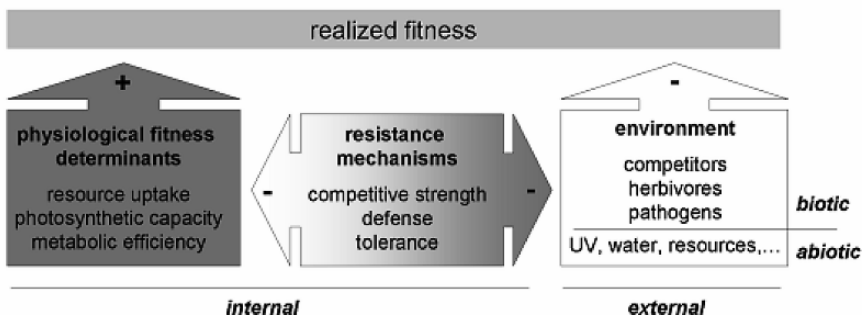 realized fitness
+
physiological fitness
determinants
resource uptake
photosynthetic capacity
metabolic efficiency
-
resistance
mechanisms
competitive strength
defense
tolerance
-
-
environment
competitors
herbivores
pathogens
UV, water, resources,...
biotic
abiotic
internal
external